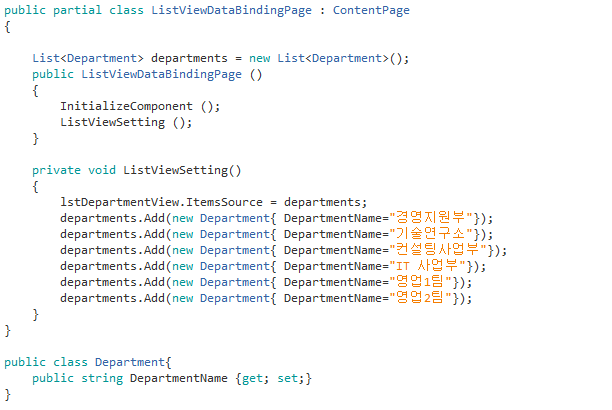 public partial class ListViewDataBindingPage : ContentPage
{
List<Department> departments = new List<Department>();
public ListViewDataBindingPage ()
{
InitializeComponent ();
ListViewSetting ();
}
private void ListViewSetting()
{
lstDepartmentView.ItemsSource = departments;
departments.Add(new Department{ DepartmentName="경영지원부"});
departments.Add(new Department{ DepartmentName="기술연구소"});
departments.Add(new Department{ DepartmentName="컨설팅사업부"});
departments.Add(new Department{ DepartmentName="IT 사업부"});
departments.Add(new Department{ DepartmentName="영업1팀"});
departments.Add(new Department{ DepartmentName="영업2팀"});
}
}
public class Department{
public string DepartmentName {get; set;}
}